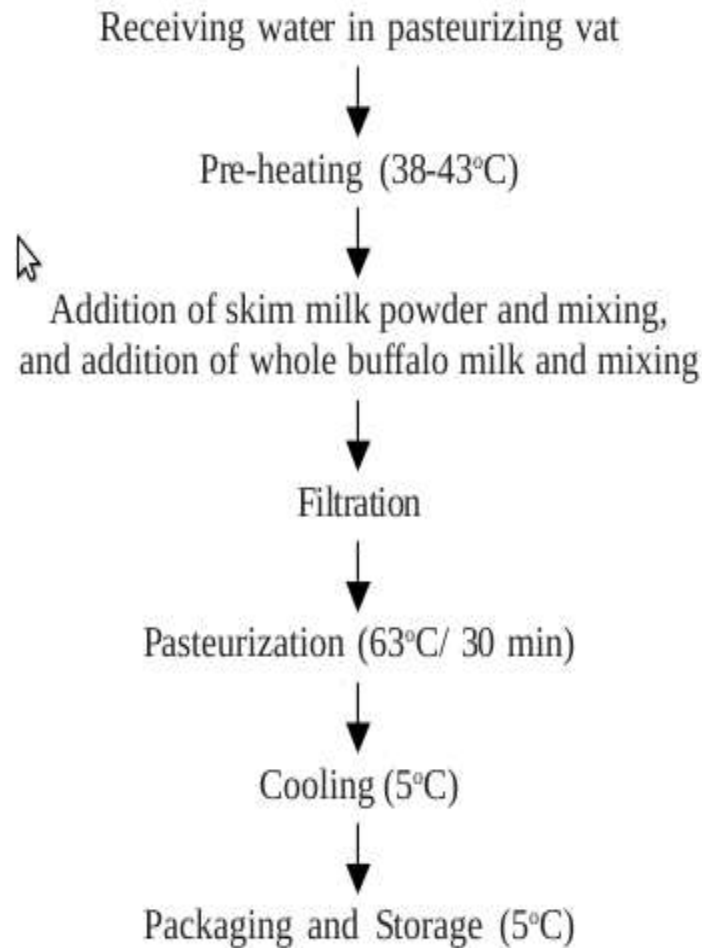 Receiving water in pasteurizing vat
Pre-heating (38-43°C)
Addition of skim milk powder and mixing,
and addition of whole buffalo milk and mixing
Filtration
Pasteurization (63°C/ 30 min)
Cooling (5°C)
Packaging and Storage (5°C)